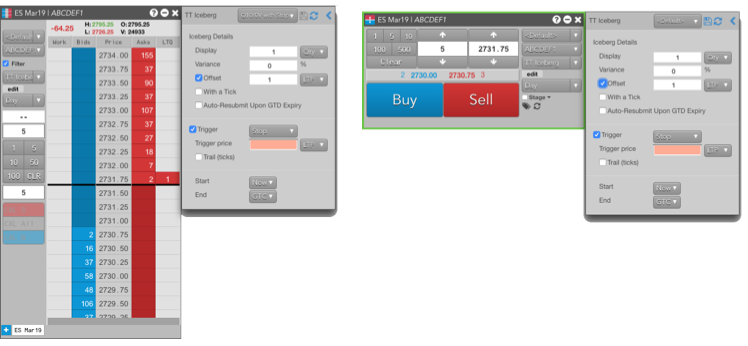 ES Mar19 | ABCDEF1
-64.25 H: 2795.25 O: 2795.25
L: 2726.25 V: 24933
Work Bids Price Asks LTQ
<Default>
ABCDEF1
Filter
TT Iceberg
edit
Day
--
5
1 5
10 50
100 CLR
5
2734.00 155
2733.75 37
2733.50 90
2733.25 37
2733.00 107
2732.75 37
2732.50 27
2732.25 18
2732.00 7
2731.75 2 1
2731.50
2731.25
2731.00
2 2730.75
16 2730.50
37 2730.25
58 2730.00
48 2729.75
106 2729.50
37 2729.25
ES Mar19
TT Iceberg
Iceberg Details
Display 1 Qty
Variance 0 %
Offset 1
With a Tick
Auto-Resubmit Upon GTD Expiry
Trigger Stop
Trigger price LTP
Trail (ticks)
Start Now
End GTC
ES Mar19 | ABCDEF1
1 5 10
100 500
Clear
5 2731.75
<Default>
ABCDEF1
TT Iceberg
edit
Day
Stage
2 2730.00 2730.75 3
Buy Sell
TT Iceberg <Default>
Iceberg Details
Display 1 Qty
Variance 0 %
Offset 1
With a Tick
Auto-Resubmit Upon GTD Expiry
Trigger Stop
Trigger price LTP
Trail (ticks)
Start Now
End GTC